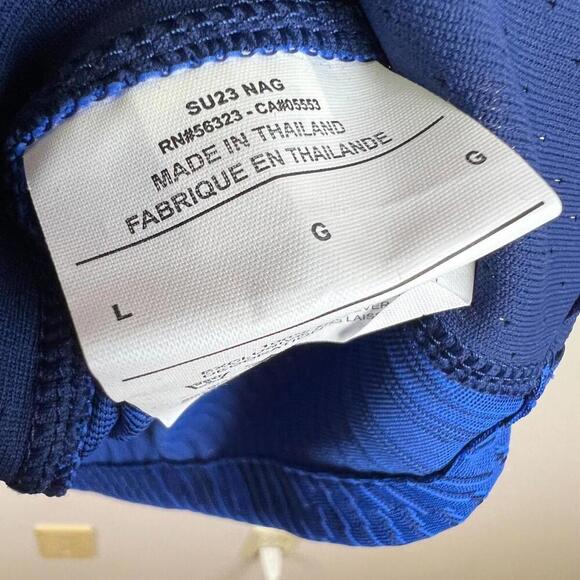 SU23 NAG
RN#56323 - CA#05553
MADE IN THAILAND
FABRIQUE EN THAILANDE
L G G